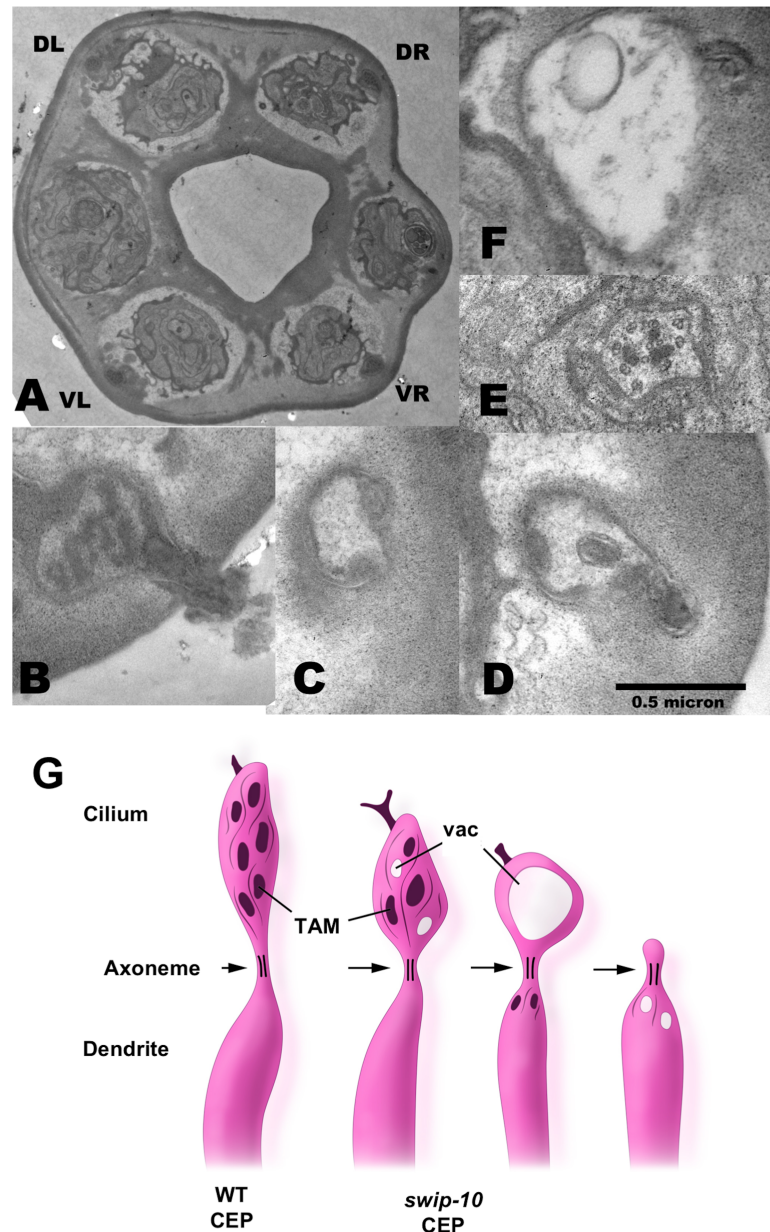 DL
DR
A
VL
VR
F
E
B
C
D
0.5 micron
G
Cilium
vac
TAM
Axoneme
Dendrite
WT
CEP
swip-10
CEP